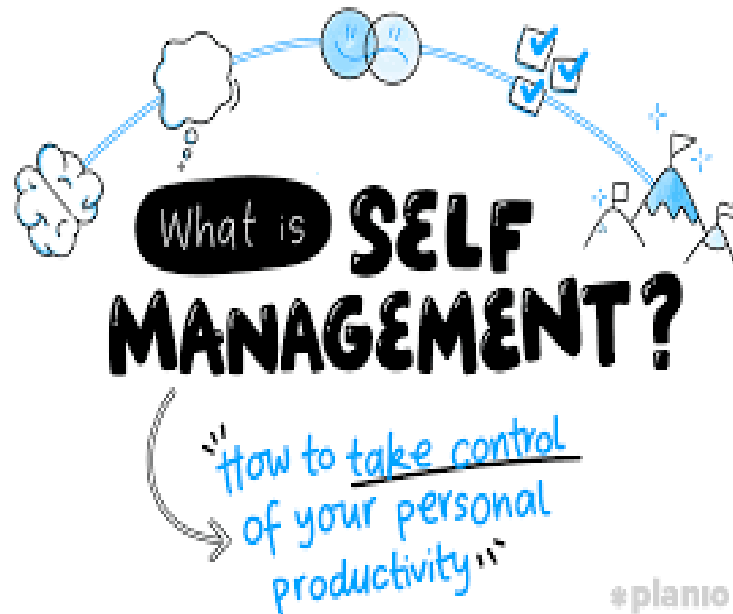 What is SELF
MANAGEMENT?
"How to take control
of your personal
productivity"
planio